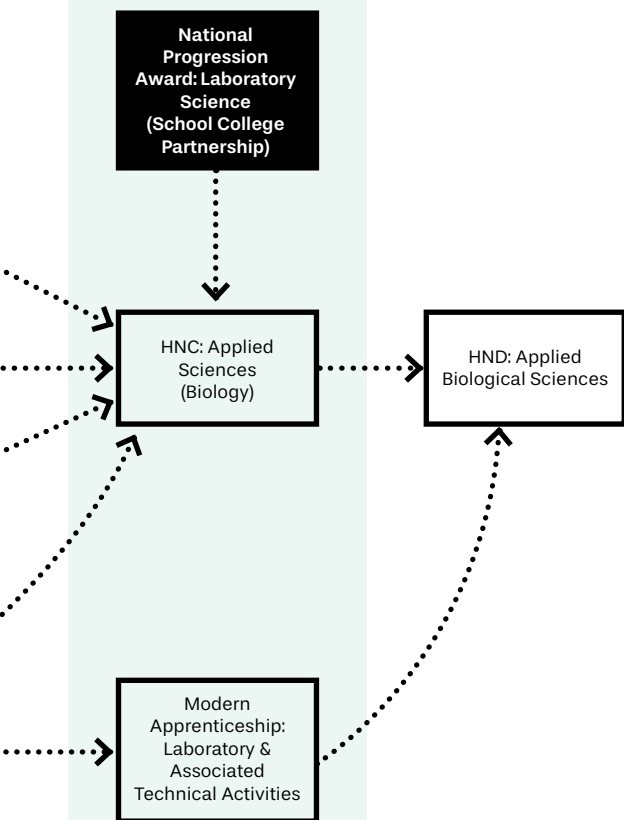 National
Progression
Award: Laboratory
Science
(School College
Partnership)
HNC: Applied
Sciences
(Biology)
HND: Applied
Biological Sciences
Modern
Apprenticeship:
Laboratory &
Associated
Technical Activities